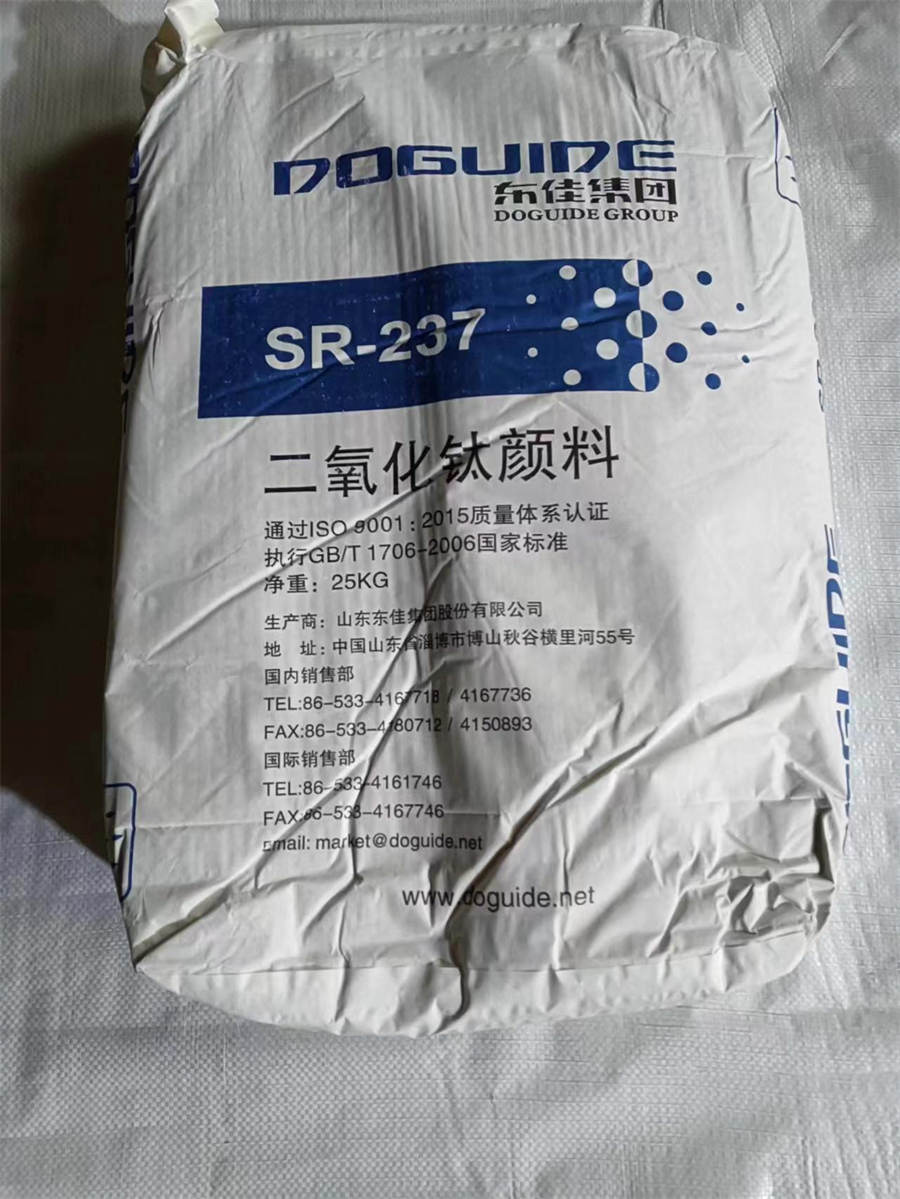 DOGUIDE
东佳集团
DOGUIDE GROUP
SR-237
二氧化钛颜料
通过ISO 9001:2015质量体系认证
执行GB/T 1706-2006国家标准
净重：25KG
生产商：山东东佳集团股份有限公司
地 址：中国山东省淄博市博山秋谷横里河55号
国内销售部
TEL:86-533-4167718 / 4167736
FAX:86-533-4180712 / 4150893
国际销售部
TEL:86-533-4161746
FAX:86-533-4167746
Email: market@doguide.net
www.doguide.net